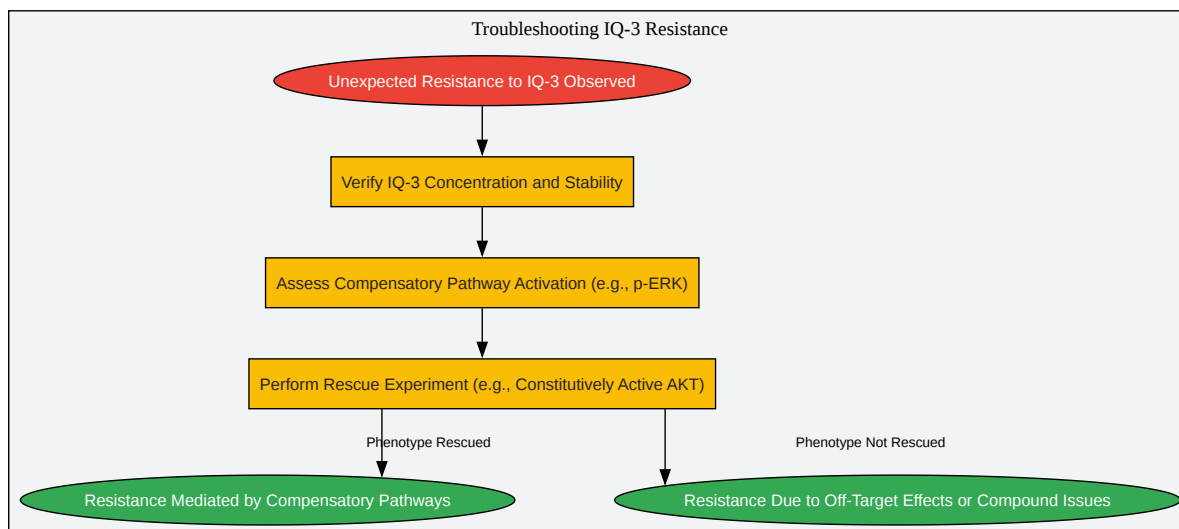 Troubleshooting IQ-3 Resistance
Unexpected Resistance to IQ-3 Observed
Verify IQ-3 Concentration and Stability
Assess Compensatory Pathway Activation (e.g., p-ERK)
Perform Rescue Experiment (e.g., Constitutively Active AKT)
Phenotype Rescued
Phenotype Not Rescued
Resistance Mediated by Compensatory Pathways
Resistance Due to Off-Target Effects or Compound Issues